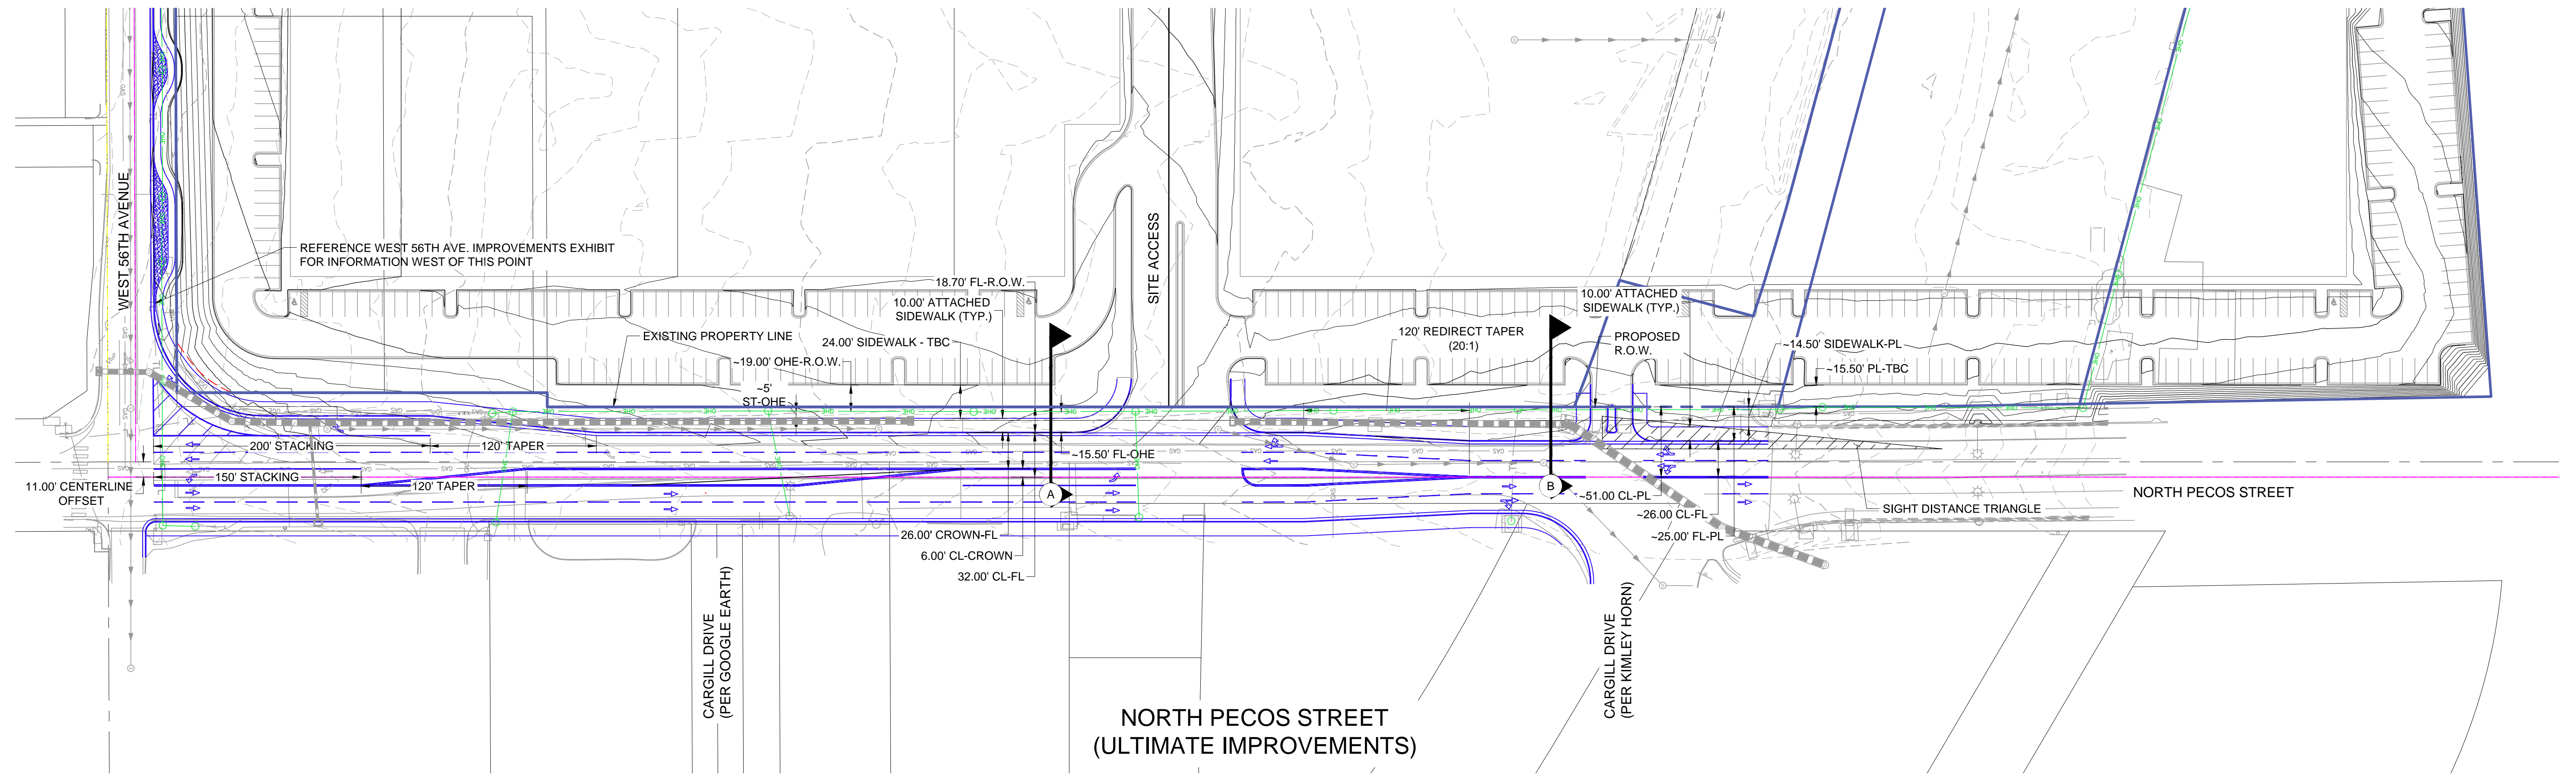 WEST 56TH AVENUE
REFERENCE WEST 56TH AVE. IMPROVEMENTS EXHIBIT
FOR INFORMATION WEST OF THIS POINT
EXISTING PROPERTY LINE
18.70' FL-R.O.W.
10.00' ATTACHED
SIDEWALK (TYP.)
24.00' SIDEWALK - TBC
~19.00' OHE-R.O.W.
~5'
ST-OHE
SITE ACCESS
120' REDIRECT TAPER
(20:1)
10.00' ATTACHED
SIDEWALK (TYP.)
PROPOSED
R.O.W.
~14.50' SIDEWALK-PL
~15.50' PL-TBC
200' STACKING
120' TAPER
150' STACKING
120' TAPER
11.00' CENTERLINE
OFFSET
~15.50' FL-OHE
A
B
26.00' CROWN-FL
6.00' CL-CROWN
32.00' CL-FL
~51.00 CL-PL
~26.00 CL-FL
~25.00' FL-PL
SIGHT DISTANCE TRIANGLE
NORTH PECOS STREET
CARGILL DRIVE
(PER GOOGLE EARTH)
CARGILL DRIVE
(PER KIMLEY HORN)
NORTH PECOS STREET
(ULTIMATE IMPROVEMENTS)